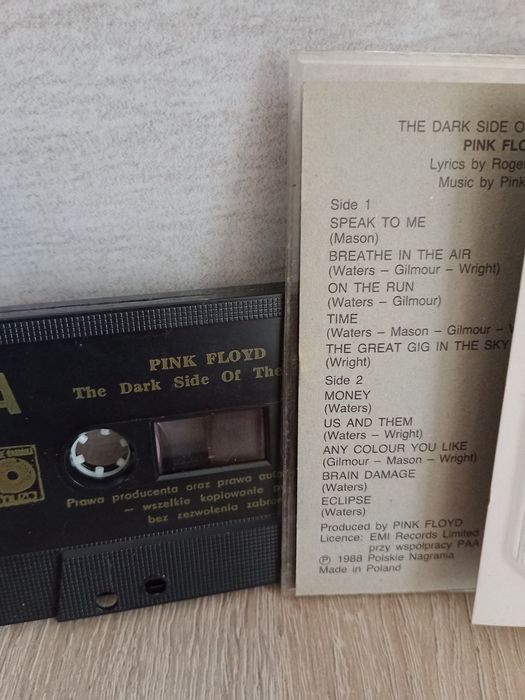 A
PINK FLOYD
The Dark Side Of The
Prawa producenta oraz prawa auto
— wszelkie kopiowanie
bez zezwolenia zabro
THE DARK SIDE O
PINK FLO
Lyrics by Roge
Music by Pink
Side 1
SPEAK TO ME
(Mason)
BREATHE IN THE AIR
(Waters – Gilmour – Wright)
ON THE RUN
(Waters – Gilmour)
TIME
(Waters – Mason – Gilmour –
THE GREAT GIG IN THE SKY
(Wright)
Side 2
MONEY
(Waters)
US AND THEM
(Waters – Wright)
ANY COLOUR YOU LIKE
(Gilmour – Mason – Wright)
BRAIN DAMAGE
(Waters)
ECLIPSE
(Waters)
Produced by PINK FLOYD
Licence: EMI Records Limited
przy współpracy PAA
Ⓟ 1988 Polskie Nagrania
Made in Poland